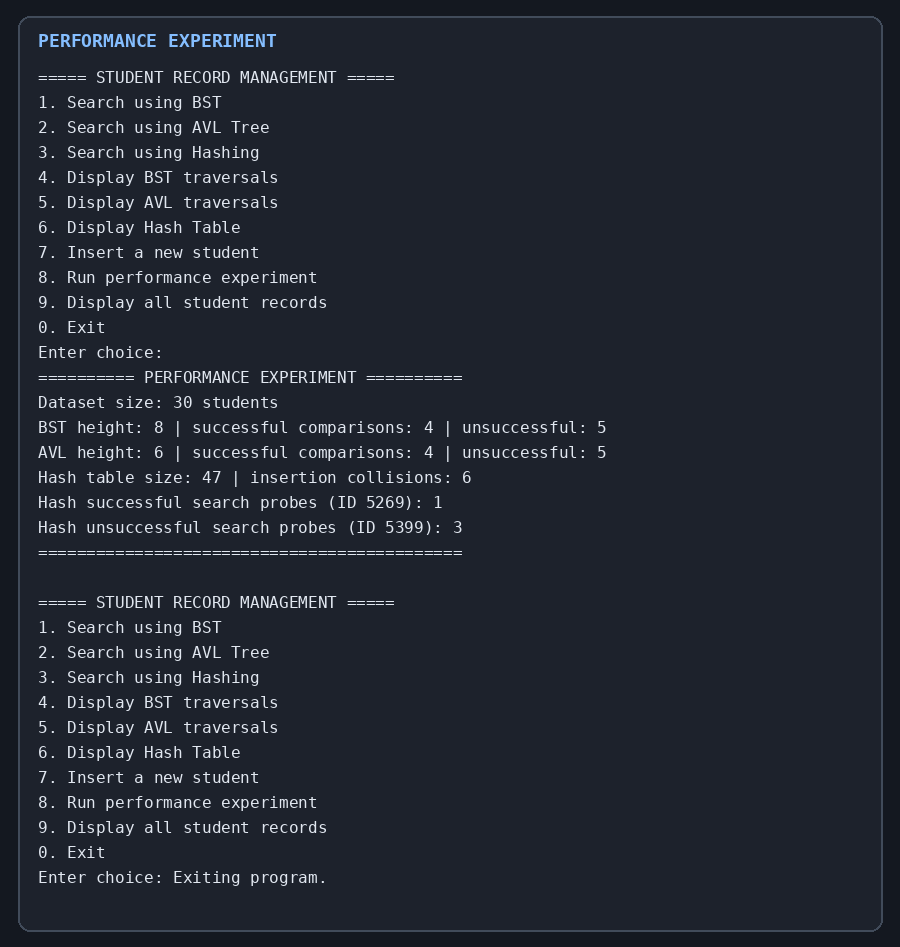 PERFORMANCE EXPERIMENT
===== STUDENT RECORD MANAGEMENT =====
1. Search using BST
2. Search using AVL Tree
3. Search using Hashing
4. Display BST traversals
5. Display AVL traversals
6. Display Hash Table
7. Insert a new student
8. Run performance experiment
9. Display all student records
0. Exit
Enter choice:
========== PERFORMANCE EXPERIMENT ==========
Dataset size: 30 students
BST height: 8 | successful comparisons: 4 | unsuccessful: 5
AVL height: 6 | successful comparisons: 4 | unsuccessful: 5
Hash table size: 47 | insertion collisions: 6
Hash successful search probes (ID 5269): 1
Hash unsuccessful search probes (ID 5399): 3
============================================
===== STUDENT RECORD MANAGEMENT =====
1. Search using BST
2. Search using AVL Tree
3. Search using Hashing
4. Display BST traversals
5. Display AVL traversals
6. Display Hash Table
7. Insert a new student
8. Run performance experiment
9. Display all student records
0. Exit
Enter choice: Exiting program.